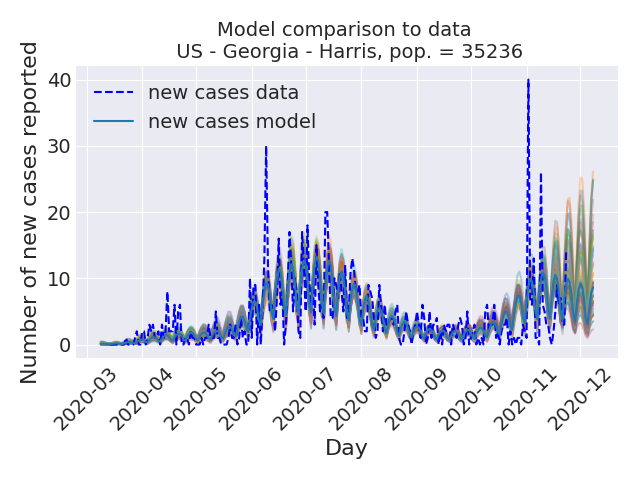 Model comparison to data
US - Georgia - Harris, pop. = 35236
Number of new cases reported
40
30
20
10
0
new cases data
new cases model
2020-03
2020-04
2020-05
2020-06
2020-07
2020-08
2020-09
2020-10
2020-11
2020-12
Day